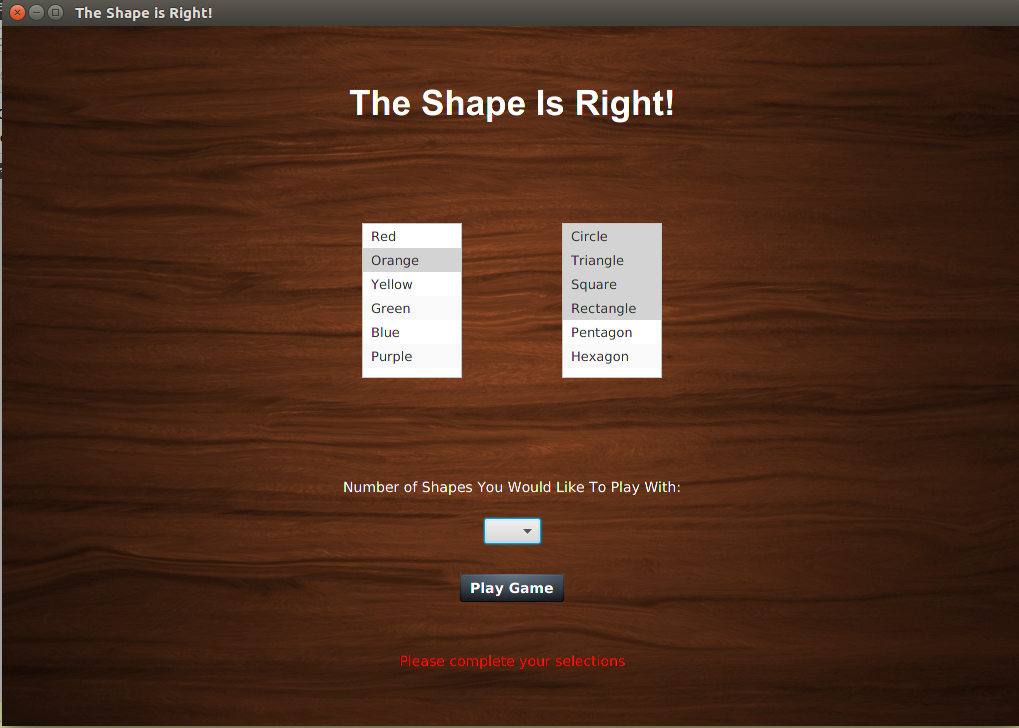 The Shape is Right!
The Shape Is Right!
Red
Orange
Yellow
Green
Blue
Purple
Circle
Triangle
Square
Rectangle
Pentagon
Hexagon
Number of Shapes You Would Like To Play With:
Play Game
Please complete your selections